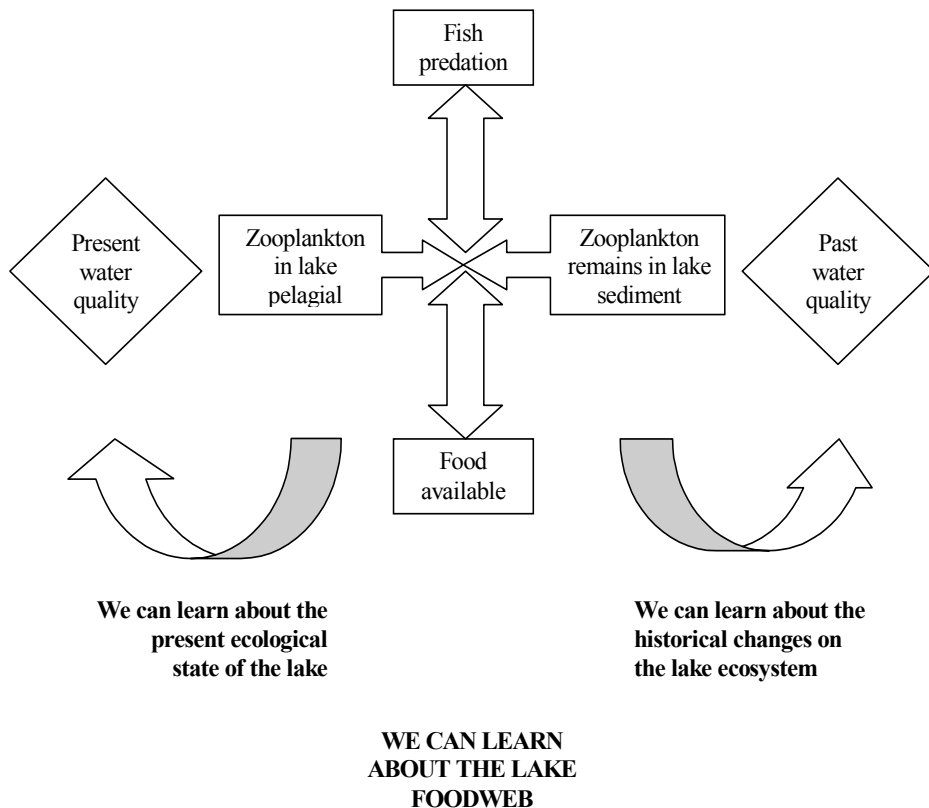 Fish
predation
Present
water
quality
Zooplankton
in lake
pelagial
Zooplankton
remains in lake
sediment
Past
water
quality
Food
available
We can learn about the
present ecological
state of the lake
We can learn about the
historical changes on
the lake ecosystem
WE CAN LEARN
ABOUT THE LAKE
FOODWEB